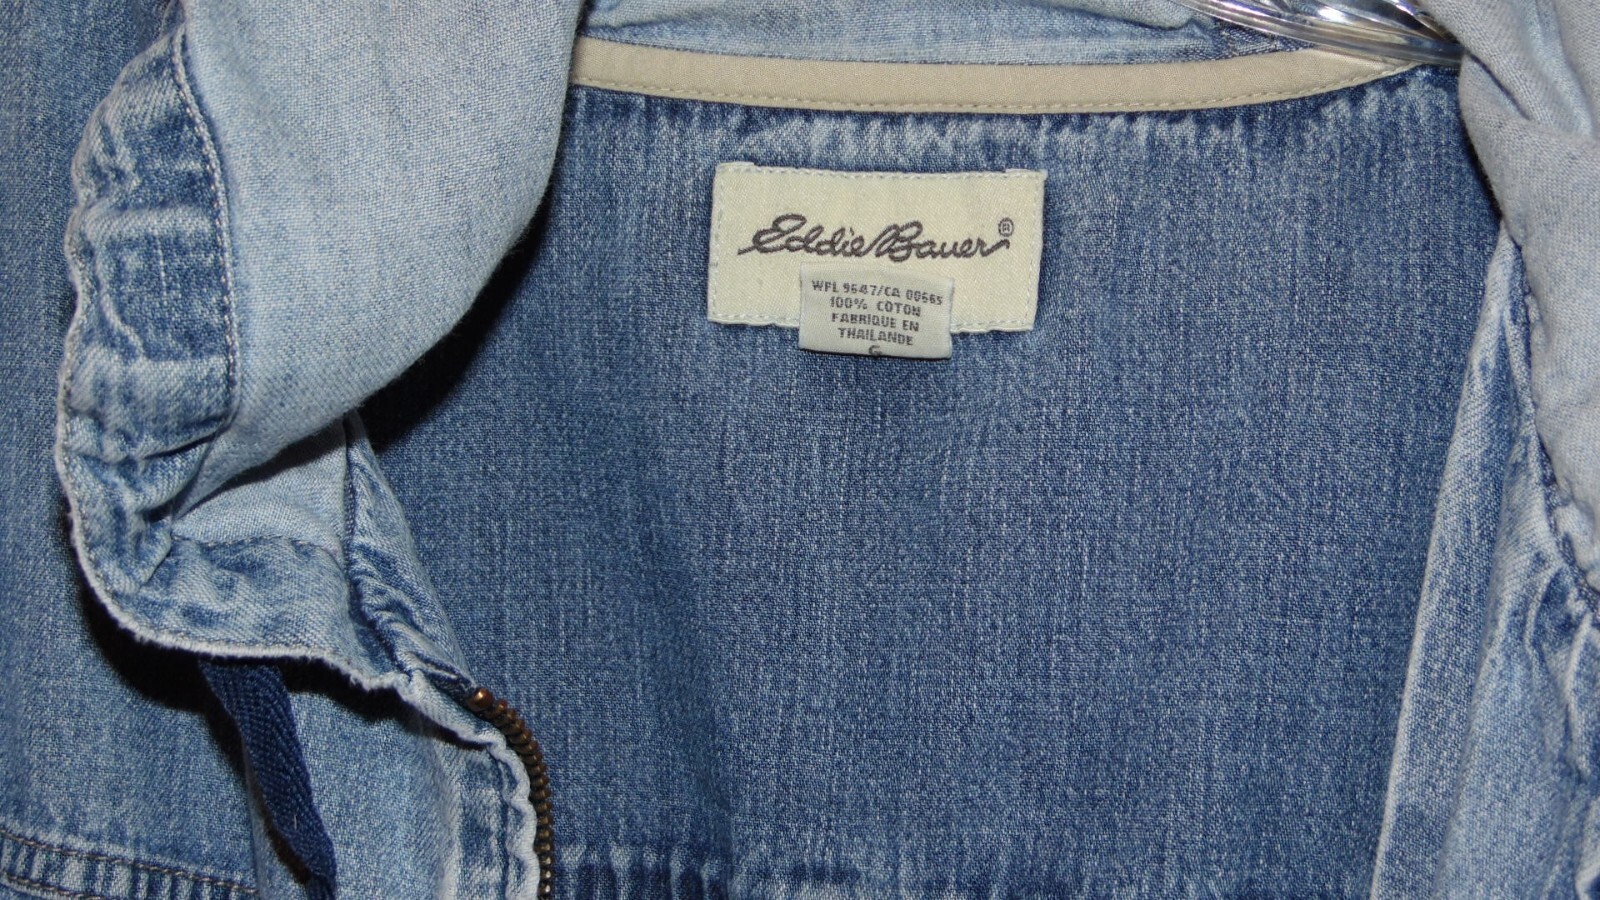 Eddie Bauer®
WPL 9647/CA 00665
100% COTON
FABRIQUE EN
THAILANDE
G